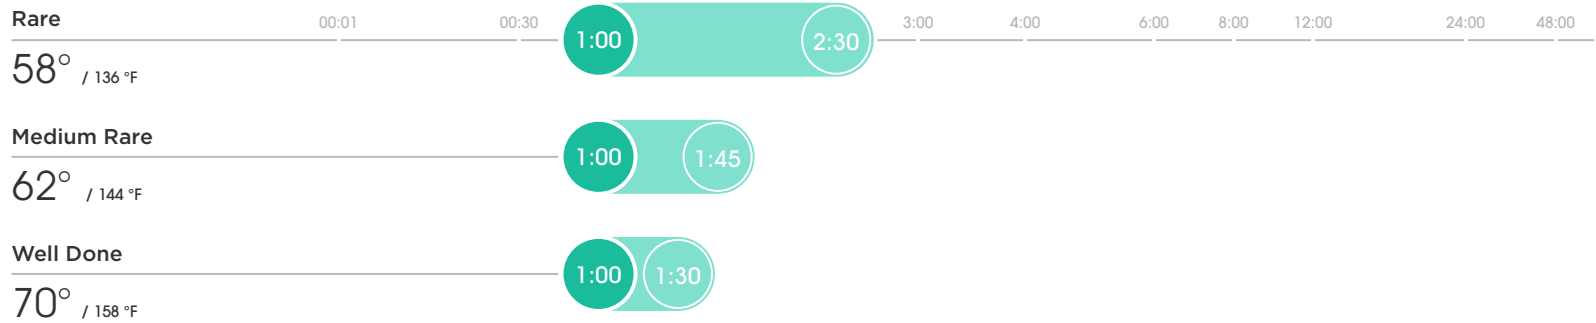 Rare 00:01 00:30 1:00 2:30 3:00 4:00 6:00 8:00 12:00 24:00 48:00
58° / 136 °F
Medium Rare 1:00 1:45
62° / 144 °F
Well Done 1:00 1:30
70° / 158 °F